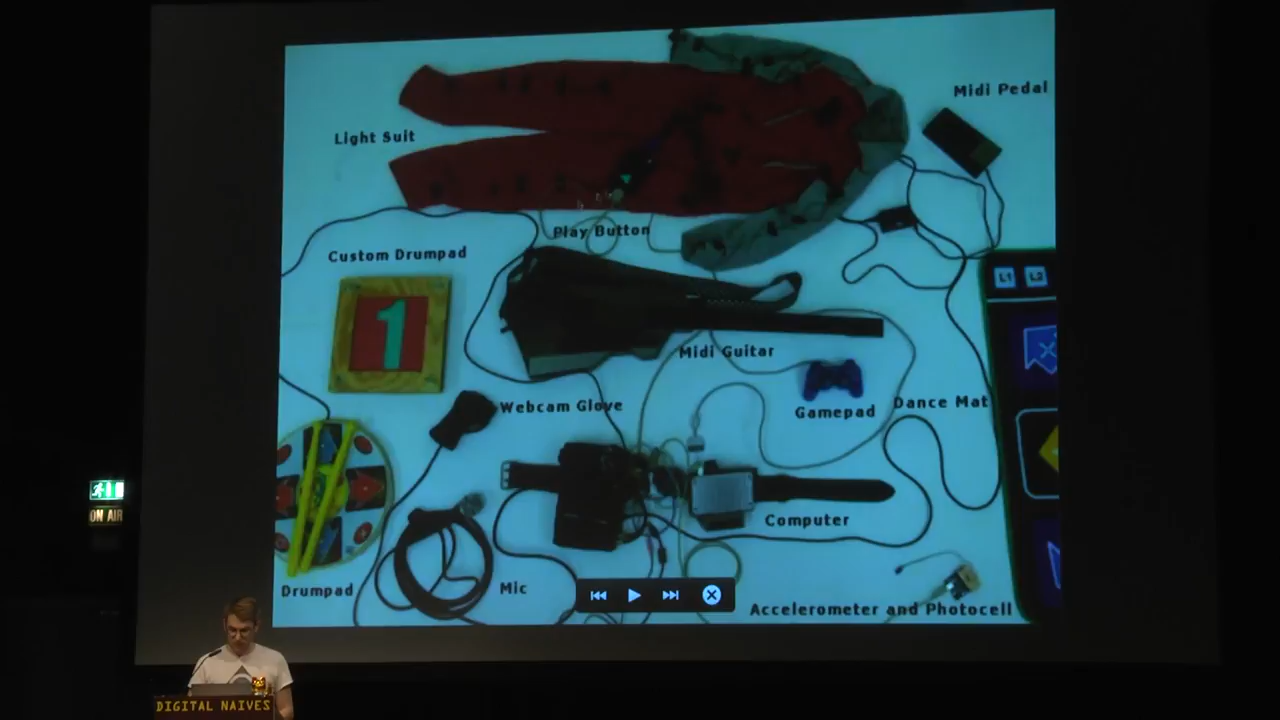 Midi Pedal
Light Suit
Play Button
Custom Drumpad
L1 L2
1
Midi Guitar
Webcam Glove
Gamepad
Dance Mat
Computer
Drumpad
Mic
Accelerometer and Photocell
ON AIR
DIGITAL NAIVES